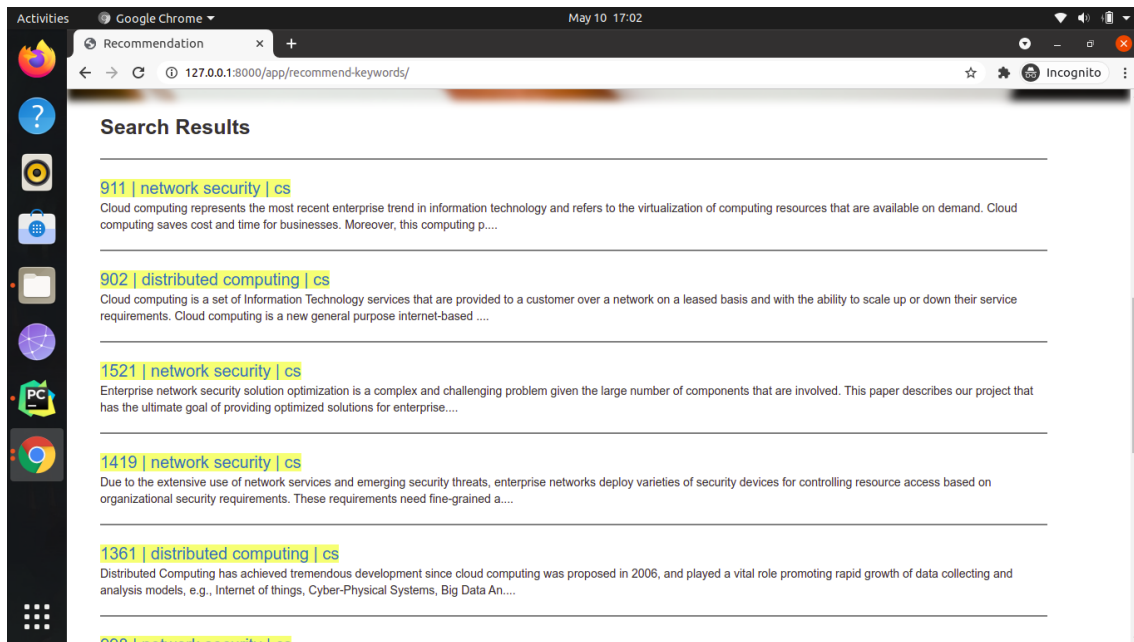 Activities
Google Chrome
May 10 17:02
Recommendation
127.0.0.1:8000/app/recommend-keywords/
Incognito
Search Results
911 | network security | cs
Cloud computing represents the most recent enterprise trend in information technology and refers to the virtualization of computing resources that are available on demand. Cloud
computing saves cost and time for businesses. Moreover, this computing p....
902 | distributed computing | cs
Cloud computing is a set of Information Technology services that are provided to a customer over a network on a leased basis and with the ability to scale up or down their service
requirements. Cloud computing is a new general purpose internet-based ....
1521 | network security | cs
Enterprise network security solution optimization is a complex and challenging problem given the large number of components that are involved. This paper describes our project that
has the ultimate goal of providing optimized solutions for enterprise....
1419 | network security | cs
Due to the extensive use of network services and emerging security threats, enterprise networks deploy varieties of security devices for controlling resource access based on
organizational security requirements. These requirements need fine-grained a....
1361 | distributed computing | cs
Distributed Computing has achieved tremendous development since cloud computing was proposed in 2006, and played a vital role promoting rapid growth of data collecting and
analysis models, e.g., Internet of things, Cyber-Physical Systems, Big Data An....
| network security | cs
PC